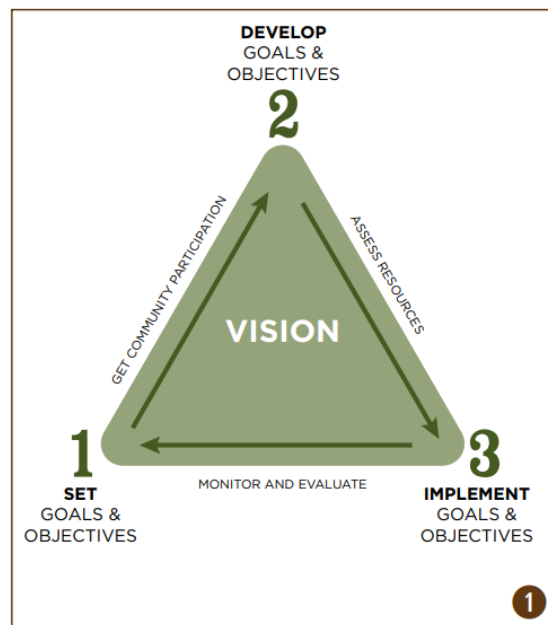 DEVELOP
GOALS &
OBJECTIVES
2
GET COMMUNITY PARTICIPATION
ASSESS RESOURCES
VISION
1
SET
GOALS &
OBJECTIVES
MONITOR AND EVALUATE
3
IMPLEMENT
GOALS &
OBJECTIVES
1